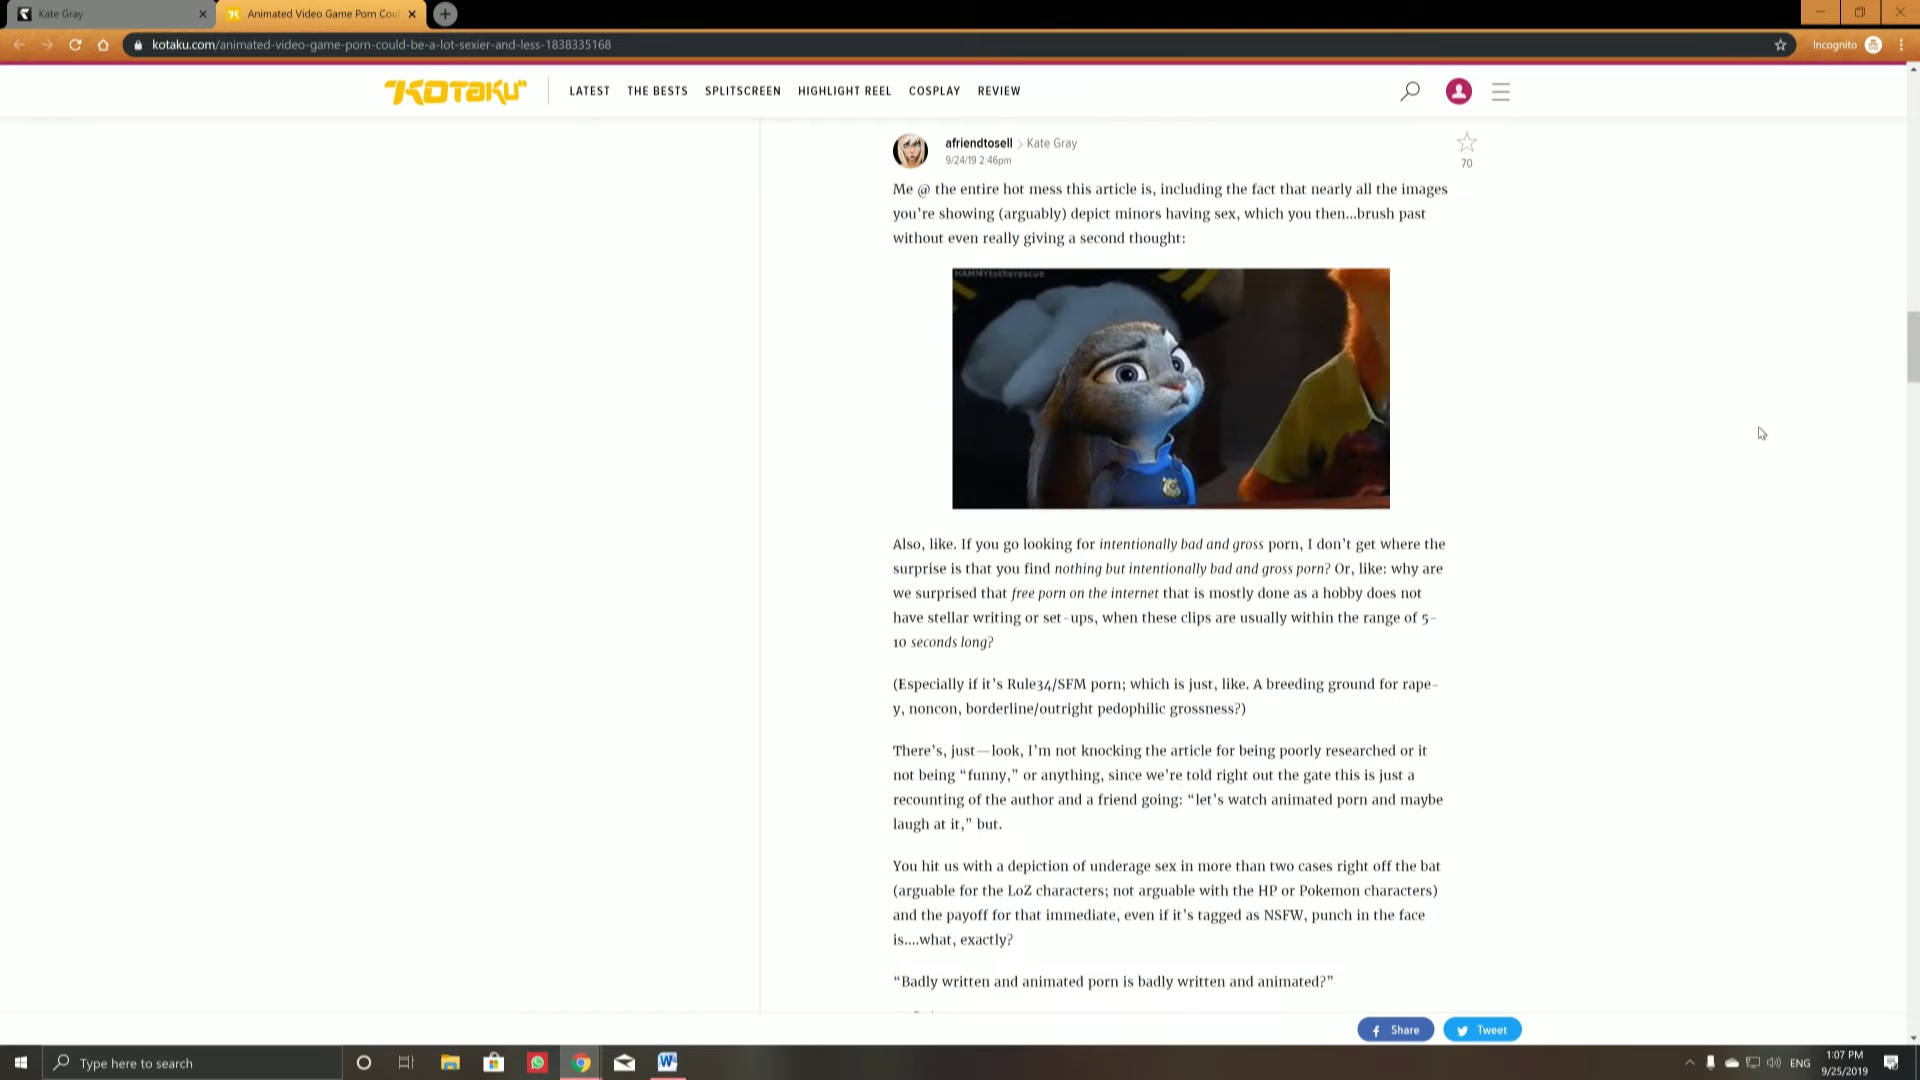 Kate Gray
Animated Video Game Porn Cou
kotaku.com/animated-video-game-porn-could-be-a-lot-sexier-and-less-1838335168
Incognito
KOTAKU
LATEST THE BESTS SPLITSCREEN HIGHLIGHT REEL COSPLAY REVIEW
afriendtosell > Kate Gray
9/24/19 2:46pm
70
Me @ the entire hot mess this article is, including the fact that nearly all the images
you're showing (arguably) depict minors having sex, which you then...brush past
without even really giving a second thought:
HAMMYtotherescue
Also, like. If you go looking for intentionally bad and gross porn, I don't get where the
surprise is that you find nothing but intentionally bad and gross porn? Or, like: why are
we surprised that free porn on the internet that is mostly done as a hobby does not
have stellar writing or set-ups, when these clips are usually within the range of 5-
10 seconds long?
(Especially if it's Rule34/SFM porn; which is just, like. A breeding ground for rape-
y, noncon, borderline/outright pedophilic grossness?)
There's, just—look, I'm not knocking the article for being poorly researched or it
not being "funny," or anything, since we're told right out the gate this is just a
recounting of the author and a friend going: "let's watch animated porn and maybe
laugh at it," but.
You hit us with a depiction of underage sex in more than two cases right off the bat
(arguable for the LoZ characters; not arguable with the HP or Pokemon characters)
and the payoff for that immediate, even if it's tagged as NSFW, punch in the face
is....what, exactly?
"Badly written and animated porn is badly written and animated?"
Share
Tweet
Type here to search
ENG
1:07 PM
9/25/2019